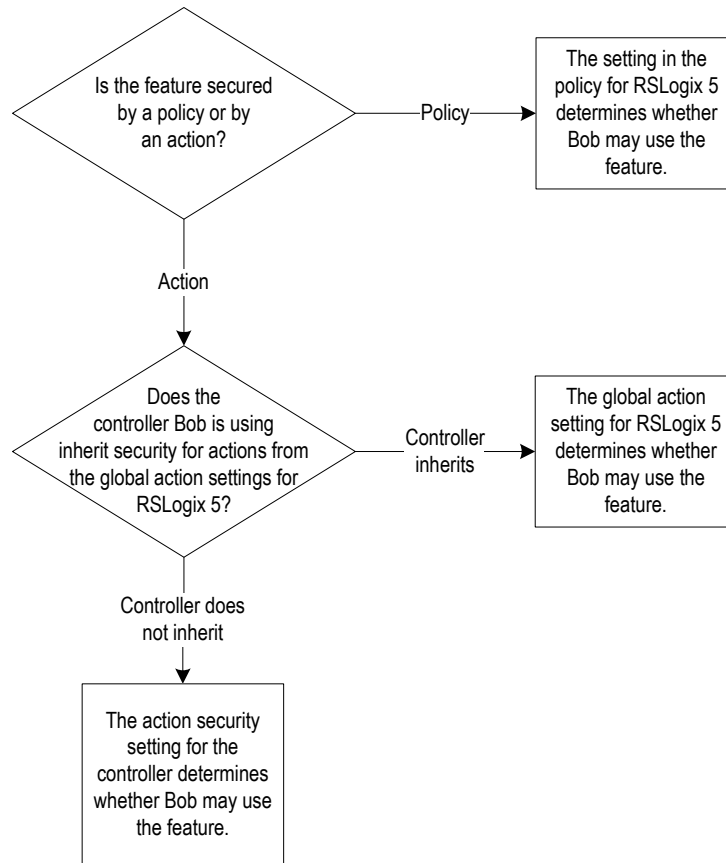 Is the feature secured
by a policy or by
an action?
Policy
The setting in the
policy for RSLogix 5
determines whether
Bob may use the
feature.
Action
Does the
controller Bob is using
inherit security for actions from
the global action settings for
RSLogix 5?
Controller
inherits
The global action
setting for RSLogix 5
determines whether
Bob may use the
feature.
Controller does
not inherit
The action security
setting for the
controller determines
whether Bob may use
the feature.